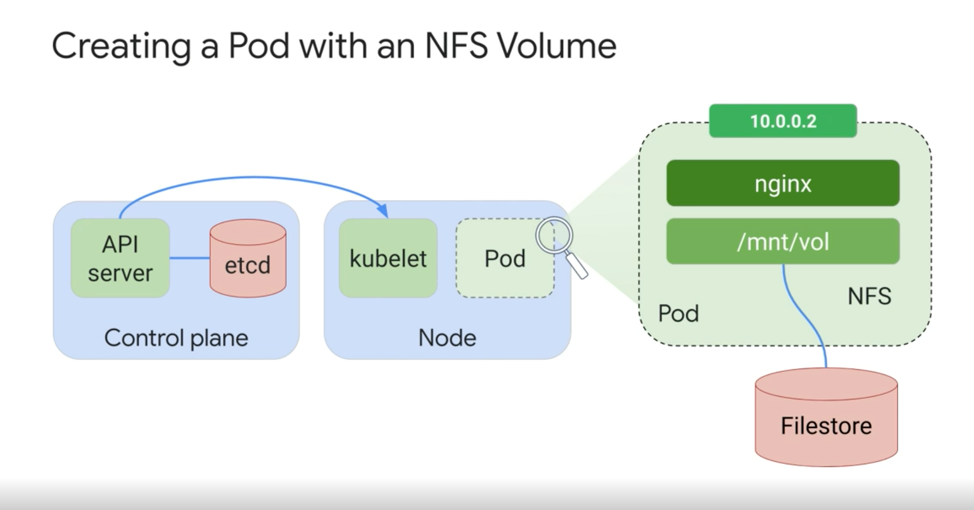 Creating a Pod with an NFS Volume
API
server
etcd
Control plane
kubelet
Pod
Node
10.0.0.2
nginx
/mnt/vol
NFS
Pod
Filestore